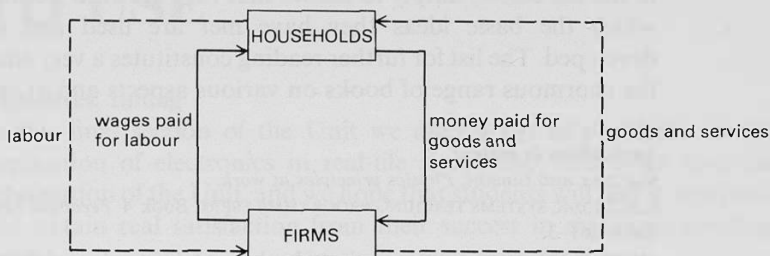 HOUSEHOLDS
labour
wages paid
for labour
money paid for
goods and
services
goods and services
FIRMS